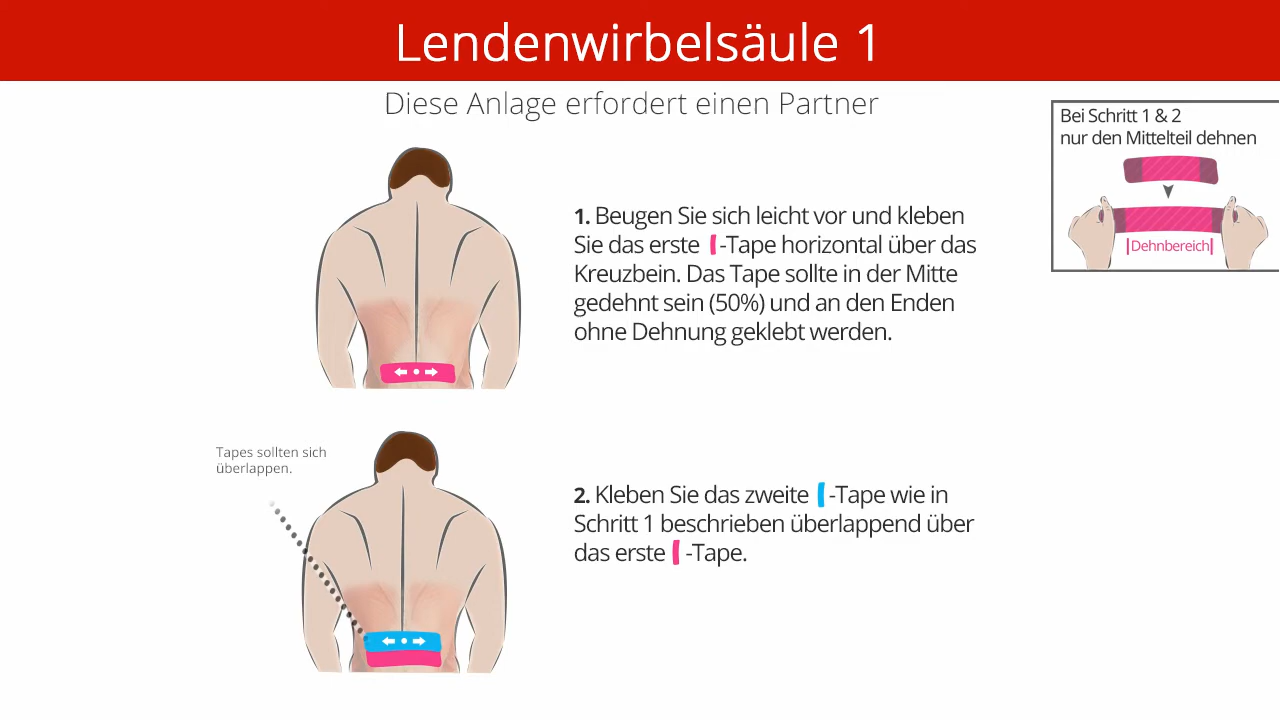 Lendenwirbelsäule 1
Diese Anlage erfordert einen Partner
Bei Schritt 1 & 2
nur den Mittelteil dehnen
Dehnbereich
1. Beugen Sie sich leicht vor und kleben
Sie das erste I-Tape horizontal über das
Kreuzbein. Das Tape sollte in der Mitte
gedehnt sein (50%) und an den Enden
ohne Dehnung geklebt werden.
Tapes sollten sich
überlappen.
2. Kleben Sie das zweite I-Tape wie in
Schritt 1 beschrieben überlappend über
das erste I-Tape.